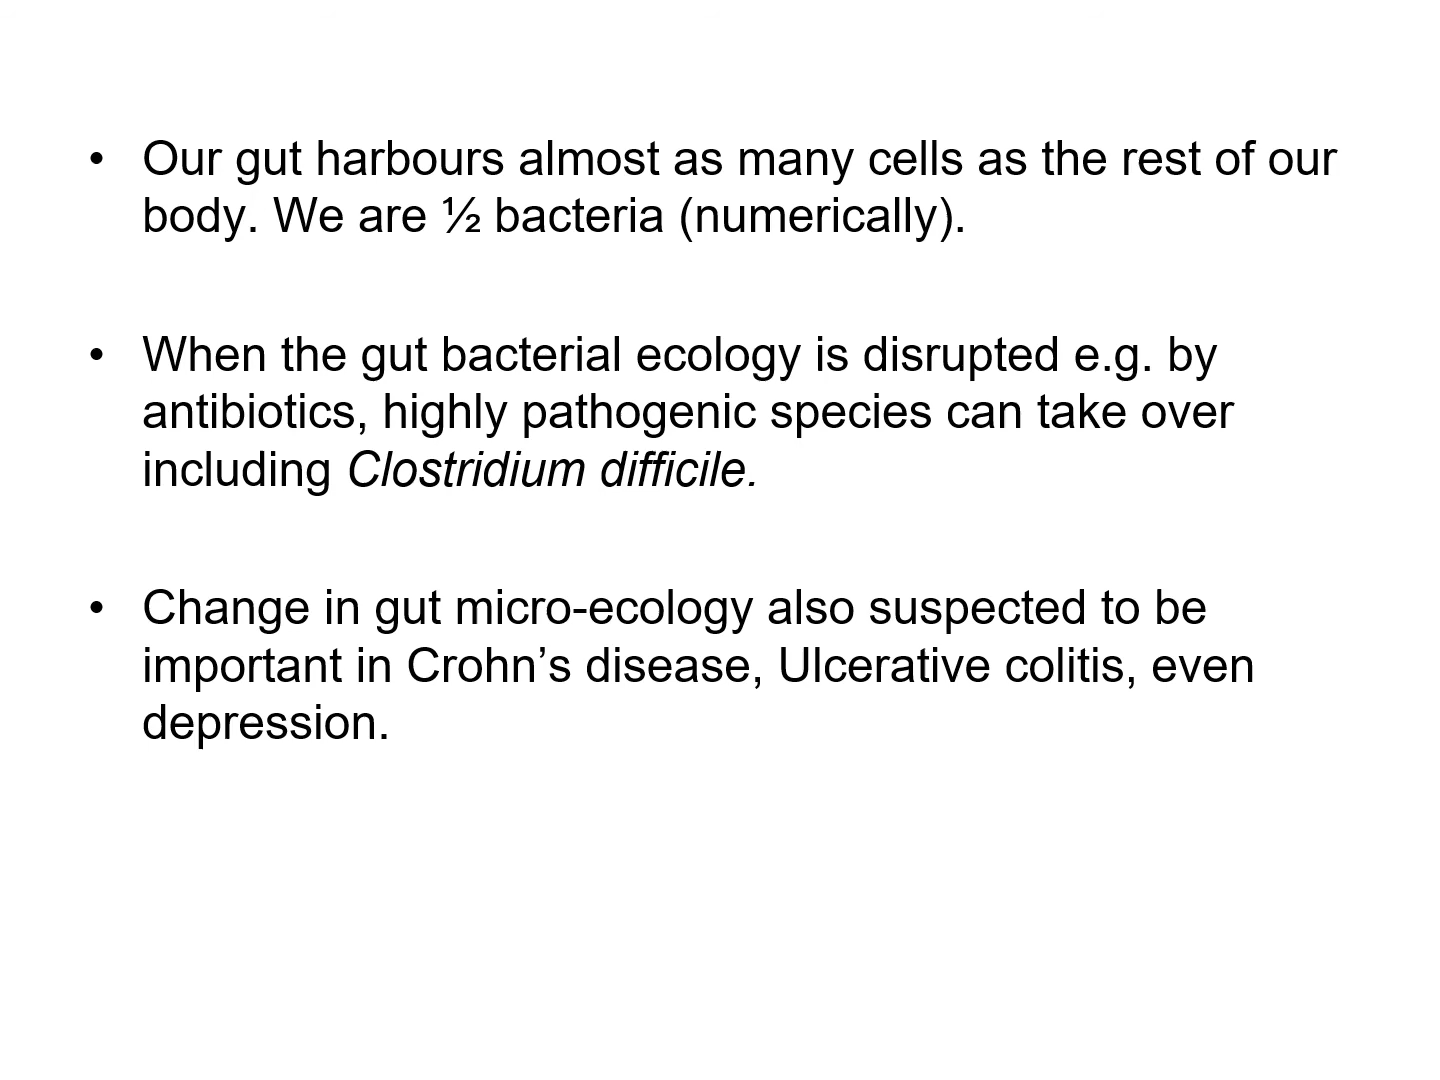 • Our gut harbours almost as many cells as the rest of our
body. We are ½ bacteria (numerically).
• When the gut bacterial ecology is disrupted e.g. by
antibiotics, highly pathogenic species can take over
including Clostridium difficile.
• Change in gut micro-ecology also suspected to be
important in Crohn’s disease, Ulcerative colitis, even
depression.